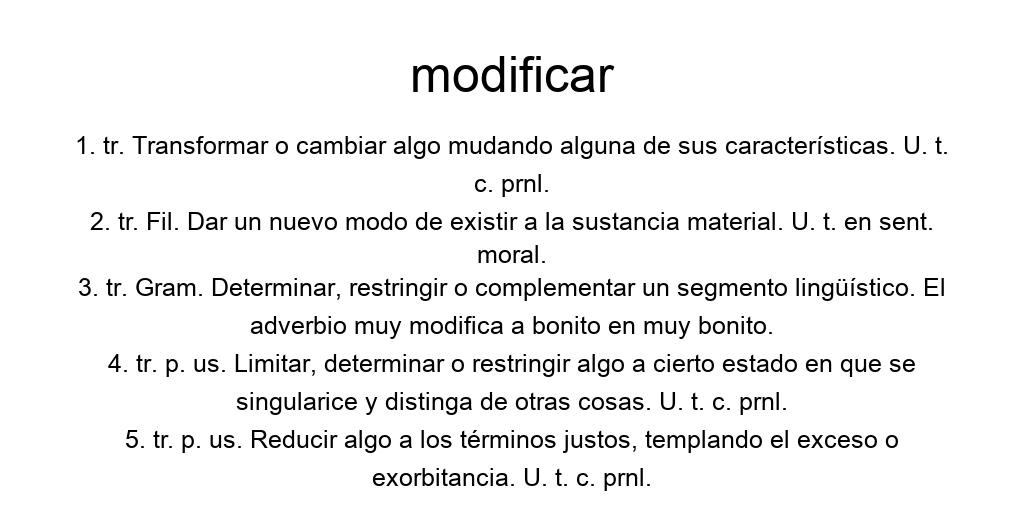 modificar
1. tr. Transformar o cambiar algo mudando alguna de sus características. U. t.
c. prnl.
2. tr. Fil. Dar un nuevo modo de existir a la sustancia material. U. t. en sent.
moral.
3. tr. Gram. Determinar, restringir o complementar un segmento lingüístico. El
adverbio muy modifica a bonito en muy bonito.
4. tr. p. us. Limitar, determinar o restringir algo a cierto estado en que se
singularice y distinga de otras cosas. U. t. c. prnl.
5. tr. p. us. Reducir algo a los términos justos, templando el exceso o
exorbitancia. U. t. c. prnl.